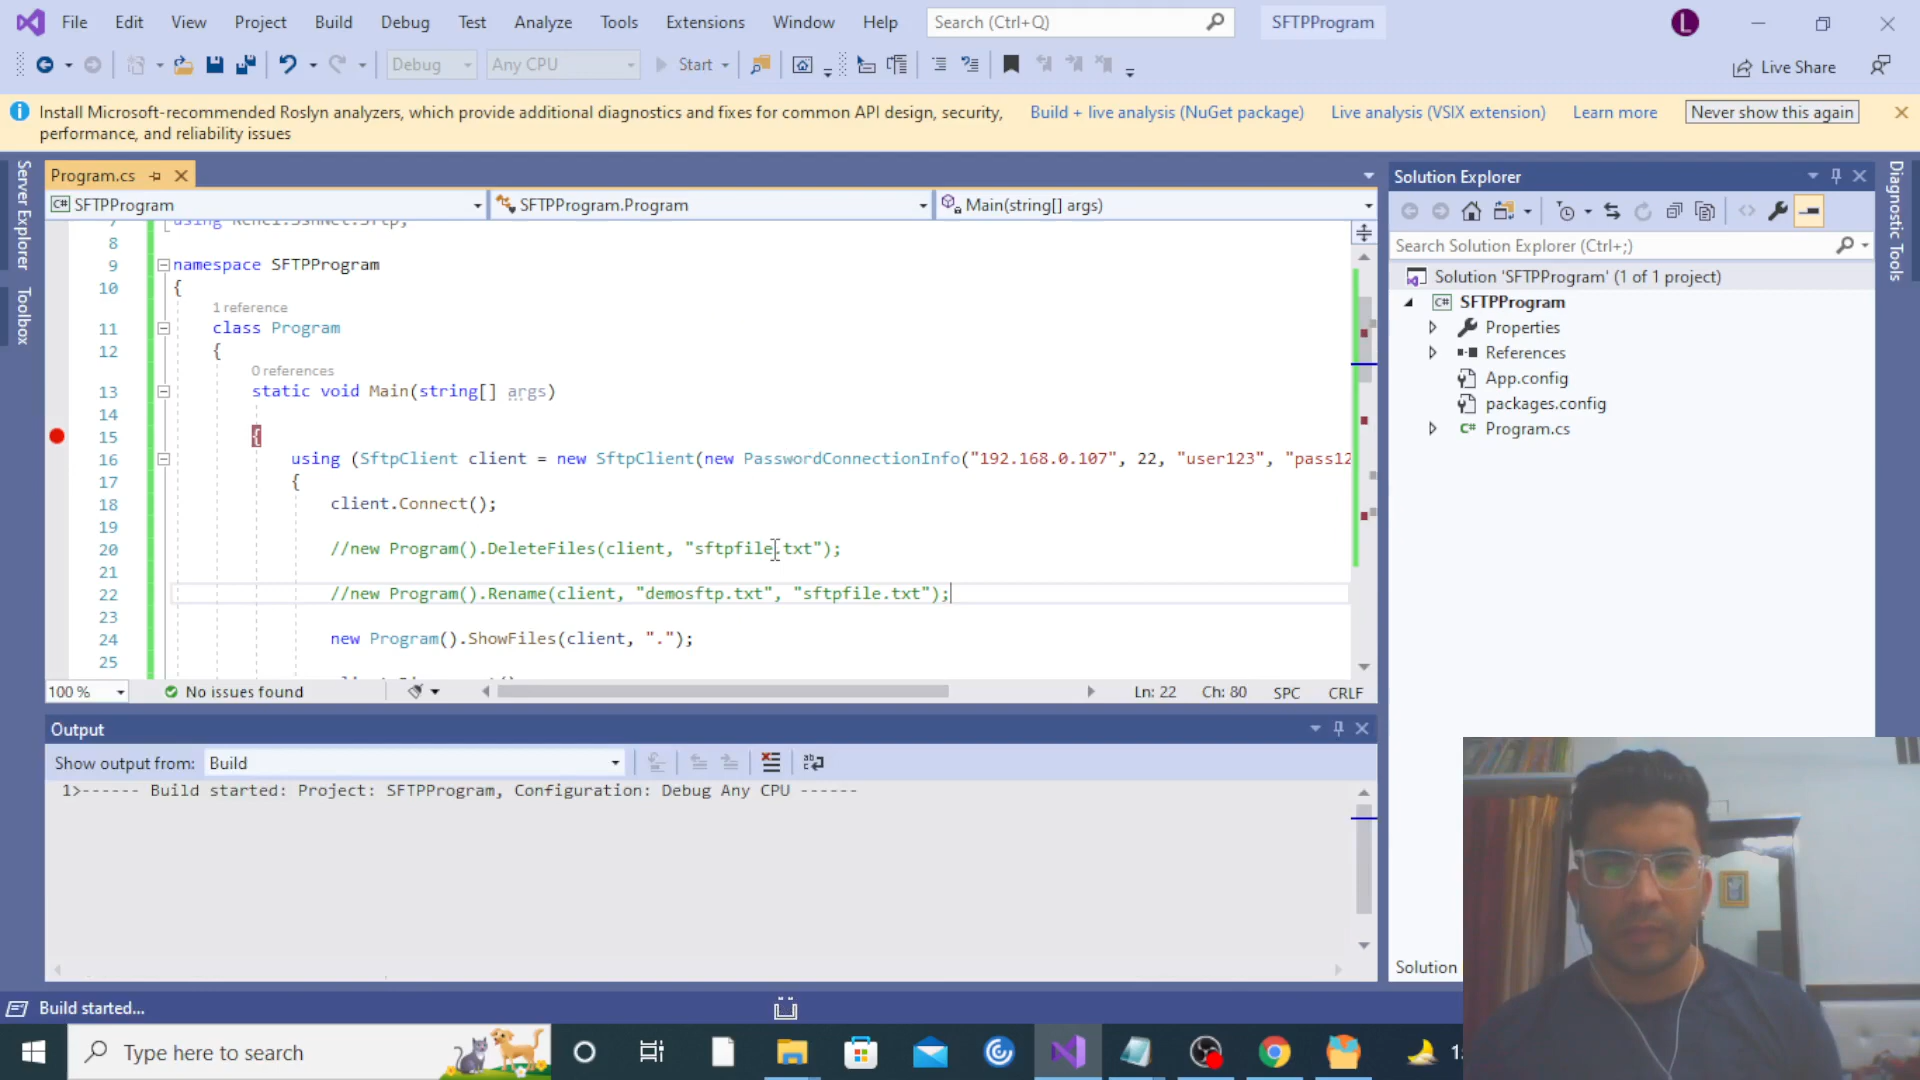 File Edit View Project Build Debug Test Analyze Tools Extensions Window Help Search (Ctrl+Q) SFTPProgram L
Debug Any CPU Start Live Share
Install Microsoft-recommended Roslyn analyzers, which provide additional diagnostics and fixes for common API design, security, performance, and reliability issues
Build + live analysis (NuGet package) Live analysis (VSIX extension) Learn more Never show this again
Server Explorer
Toolbox
Program.cs
SFTPProgram SFTPProgram.Program Main(string[] args)
7 using Renci.SshNet.Sftp;
8
9 namespace SFTPProgram
10 {
1 reference
11 class Program
12 {
0 references
13 static void Main(string[] args)
14
15 {
16 using (SftpClient client = new SftpClient(new PasswordConnectionInfo("192.168.0.107", 22, "user123", "pass12
17 {
18 client.Connect();
19
20 //new Program().DeleteFiles(client, "sftpfile.txt");
21
22 //new Program().Rename(client, "demosftp.txt", "sftpfile.txt");
23
24 new Program().ShowFiles(client, ".");
25
100 % No issues found Ln: 22 Ch: 80 SPC CRLF
Output
Show output from: Build
1>------ Build started: Project: SFTPProgram, Configuration: Debug Any CPU ------
Solution Explorer
Search Solution Explorer (Ctrl+;)
Solution 'SFTPProgram' (1 of 1 project)
C# SFTPProgram
Properties
References
App.config
packages.config
C# Program.cs
Solution
Diagnostic Tools
Build started...
Type here to search